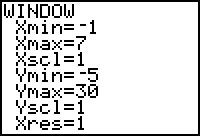 WINDOW
Xmin=-1
Xmax=7
Xscl=1
Ymin=-5
Ymax=30
Yscl=1
Xres=1